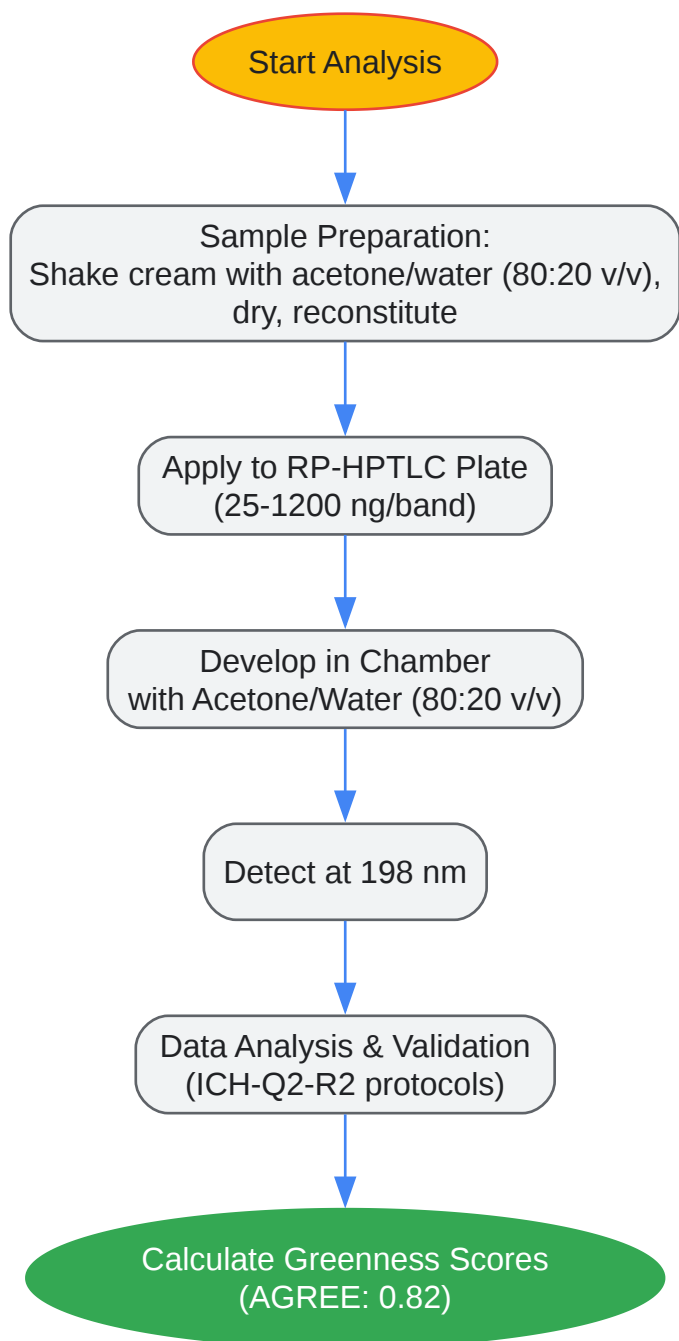 Start Analysis
Sample Preparation:
Shake cream with acetone/water (80:20 v/v),
dry, reconstitute
Apply to RP-HPTLC Plate
(25-1200 ng/band)
Develop in Chamber
with Acetone/Water (80:20 v/v)
Detect at 198 nm
Data Analysis & Validation
(ICH-Q2-R2 protocols)
Calculate Greenness Scores
(AGREE: 0.82)